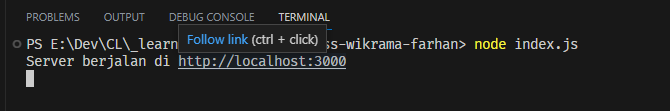 PROBLEMS OUTPUT DEBUG CONSOLE TERMINAL
Follow link (ctrl + click)
PS E:\Dev\CL\_learn ss-wikrama-farhan> node index.js
Server berjalan di http://localhost:3000